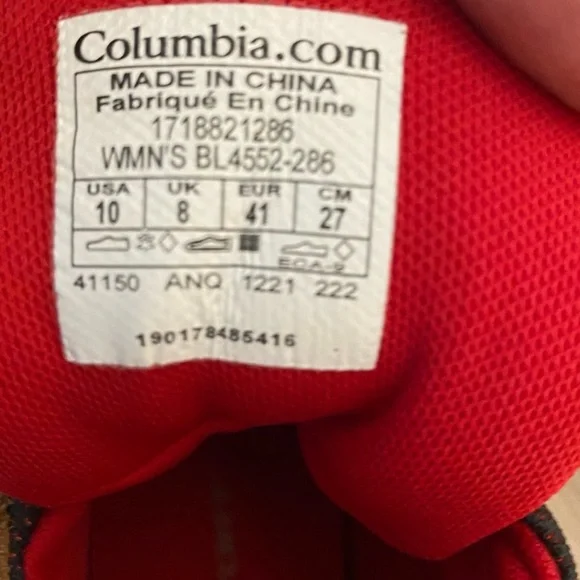 Columbia.com
MADE IN CHINA
Fabriqué En Chine
1718821286
WMN'S BL4552-286
USA UK EUR CM
10 8 41 27
ECA-9
41150 ANQ 1221 222
190178485416